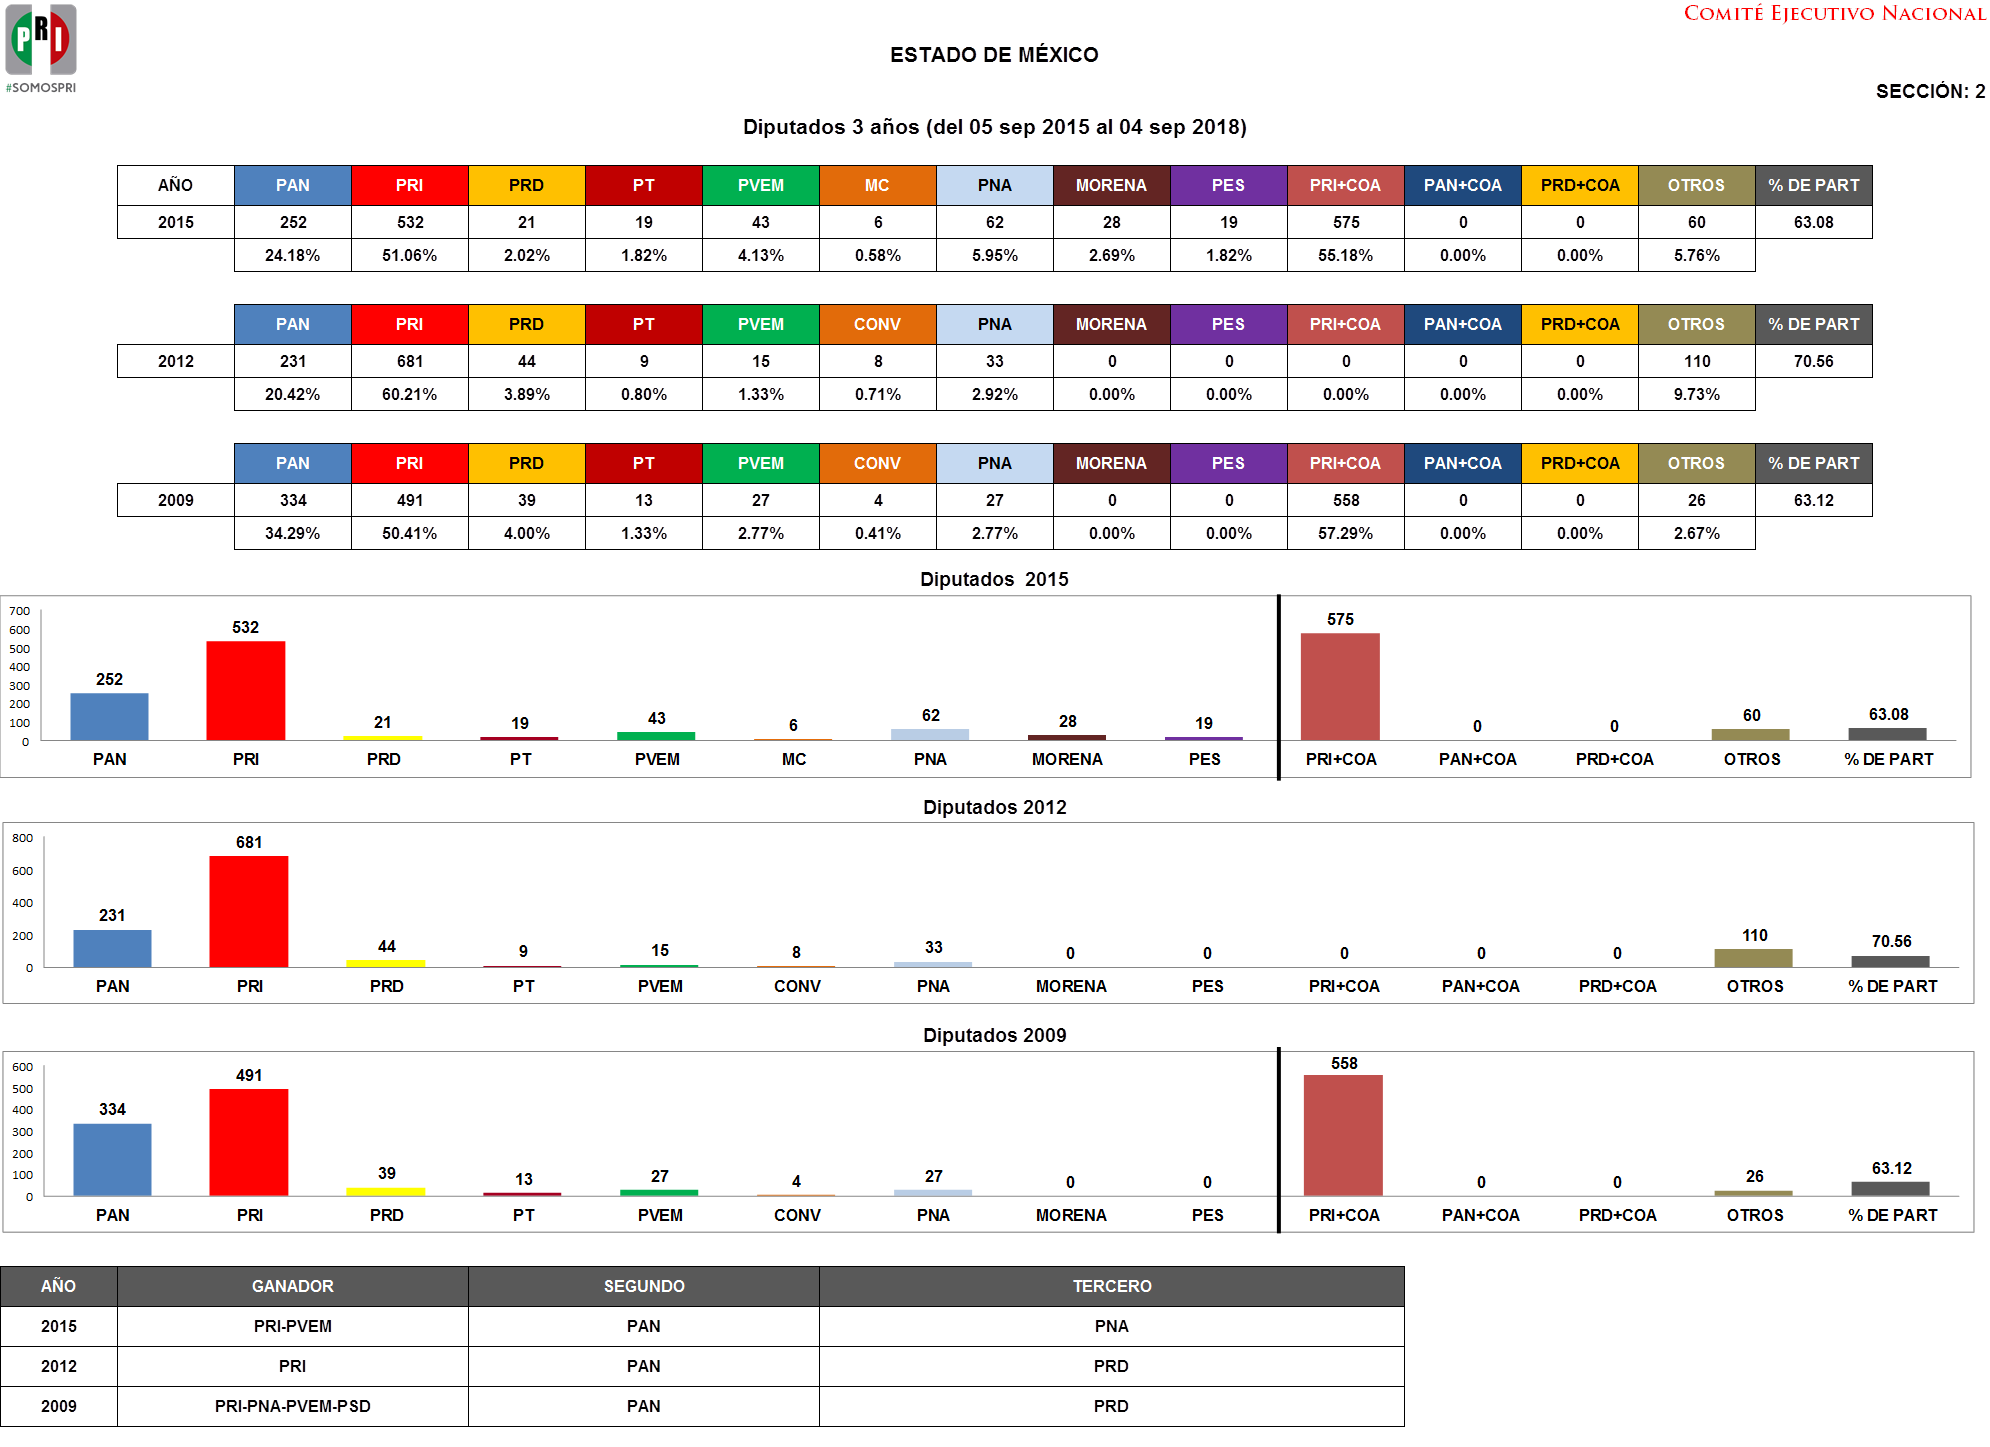 PRI
#SOMOSPRI
COMITÉ EJECUTIVO NACIONAL
ESTADO DE MÉXICO
SECCIÓN: 2
Diputados 3 años (del 05 sep 2015 al 04 sep 2018)
AÑO PAN PRI PRD PT PVEM MC PNA MORENA PES PRI+COA PAN+COA PRD+COA OTROS % DE PART
2015 252 532 21 19 43 6 62 28 19 575 0 0 60 63.08
24.18% 51.06% 2.02% 1.82% 4.13% 0.58% 5.95% 2.69% 1.82% 55.18% 0.00% 0.00% 5.76%
PAN PRI PRD PT PVEM CONV PNA MORENA PES PRI+COA PAN+COA PRD+COA OTROS % DE PART
2012 231 681 44 9 15 8 33 0 0 0 0 0 110 70.56
20.42% 60.21% 3.89% 0.80% 1.33% 0.71% 2.92% 0.00% 0.00% 0.00% 0.00% 0.00% 9.73%
PAN PRI PRD PT PVEM CONV PNA MORENA PES PRI+COA PAN+COA PRD+COA OTROS % DE PART
2009 334 491 39 13 27 4 27 0 0 558 0 0 26 63.12
34.29% 50.41% 4.00% 1.33% 2.77% 0.41% 2.77% 0.00% 0.00% 57.29% 0.00% 0.00% 2.67%
Diputados 2015
700
600
500
400
300
200
100
0
252 532 21 19 43 6 62 28 19 575 0 0 60 63.08
PAN PRI PRD PT PVEM MC PNA MORENA PES PRI+COA PAN+COA PRD+COA OTROS % DE PART
Diputados 2012
800
600
400
200
0
231 681 44 9 15 8 33 0 0 0 0 0 110 70.56
PAN PRI PRD PT PVEM CONV PNA MORENA PES PRI+COA PAN+COA PRD+COA OTROS % DE PART
Diputados 2009
600
500
400
300
200
100
0
334 491 39 13 27 4 27 0 0 558 0 0 26 63.12
PAN PRI PRD PT PVEM CONV PNA MORENA PES PRI+COA PAN+COA PRD+COA OTROS % DE PART
AÑO GANADOR SEGUNDO TERCERO
2015 PRI-PVEM PAN PNA
2012 PRI PAN PRD
2009 PRI-PNA-PVEM-PSD PAN PRD